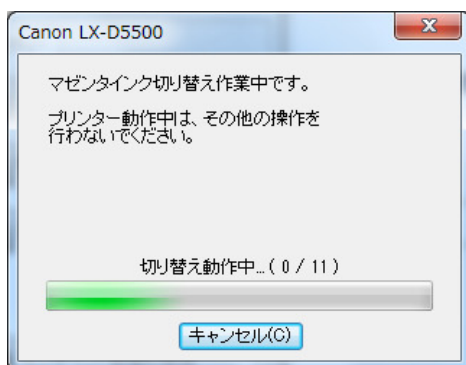 Canon LX-D5500
マゼンタインク切り替え作業中です。
プリンター動作中は、その他の操作を
行わないでください。
切り替え動作中...( 0 / 11 )
キャンセル(C)